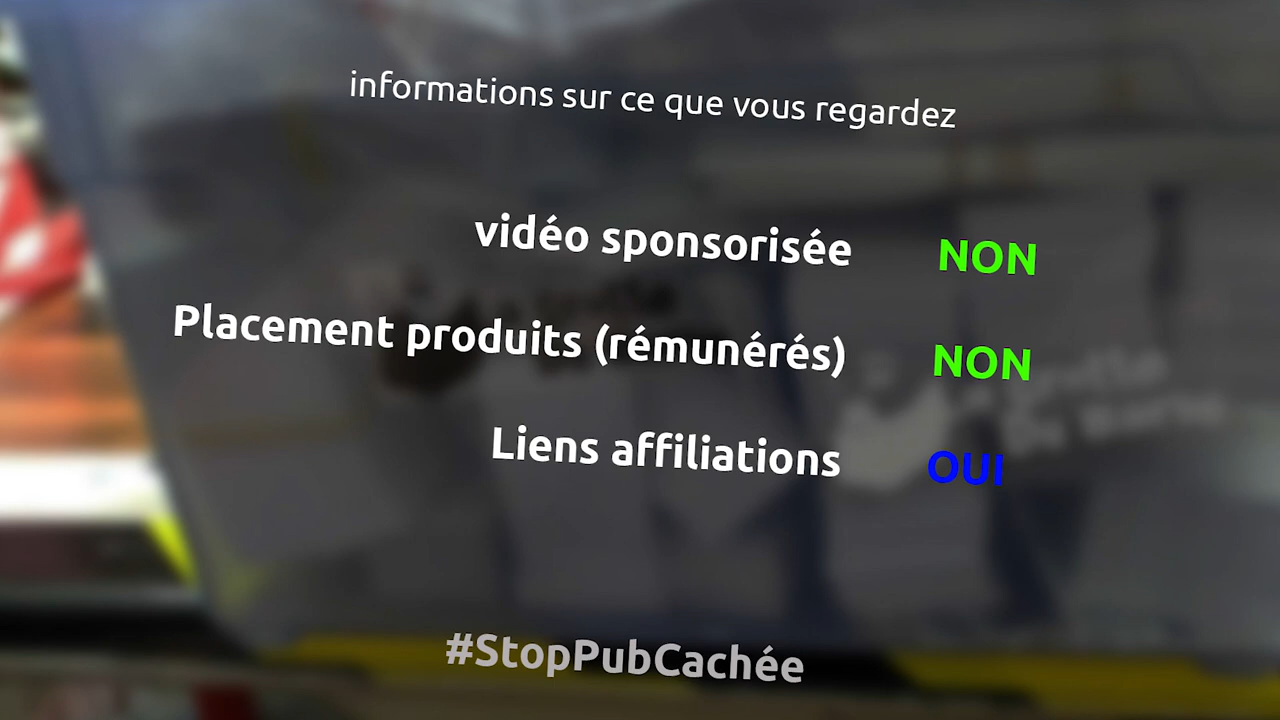 informations sur ce que vous regardez
vidéo sponsorisée NON
Placement produits (rémunérés) NON
Liens affiliations OUI
#StopPubCachée